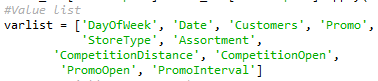 #Value list
varlist = ['DayOfWeek', 'Date', 'Customers', 'Promo',
'StoreType', 'Assortment',
'CompetitionDistance', 'CompetitionOpen',
'PromoOpen', 'PromoInterval']